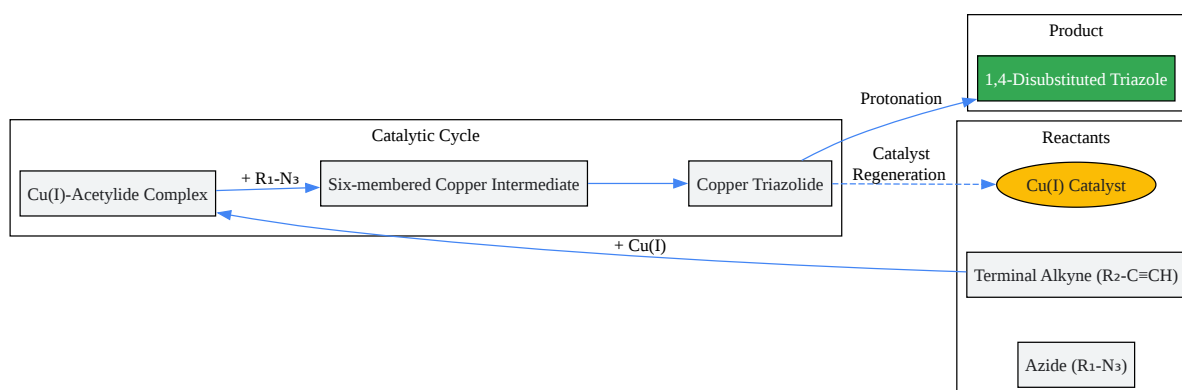 Product
1,4-Disubstituted Triazole
Protonation
Catalytic Cycle
Reactants
+ R₁-N₃
Catalyst
Regeneration
Cu(I)-Acetylide Complex
Six-membered Copper Intermediate
Copper Triazolide
Cu(I) Catalyst
+ Cu(I)
Terminal Alkyne (R₂-C≡CH)
Azide (R₁-N₃)